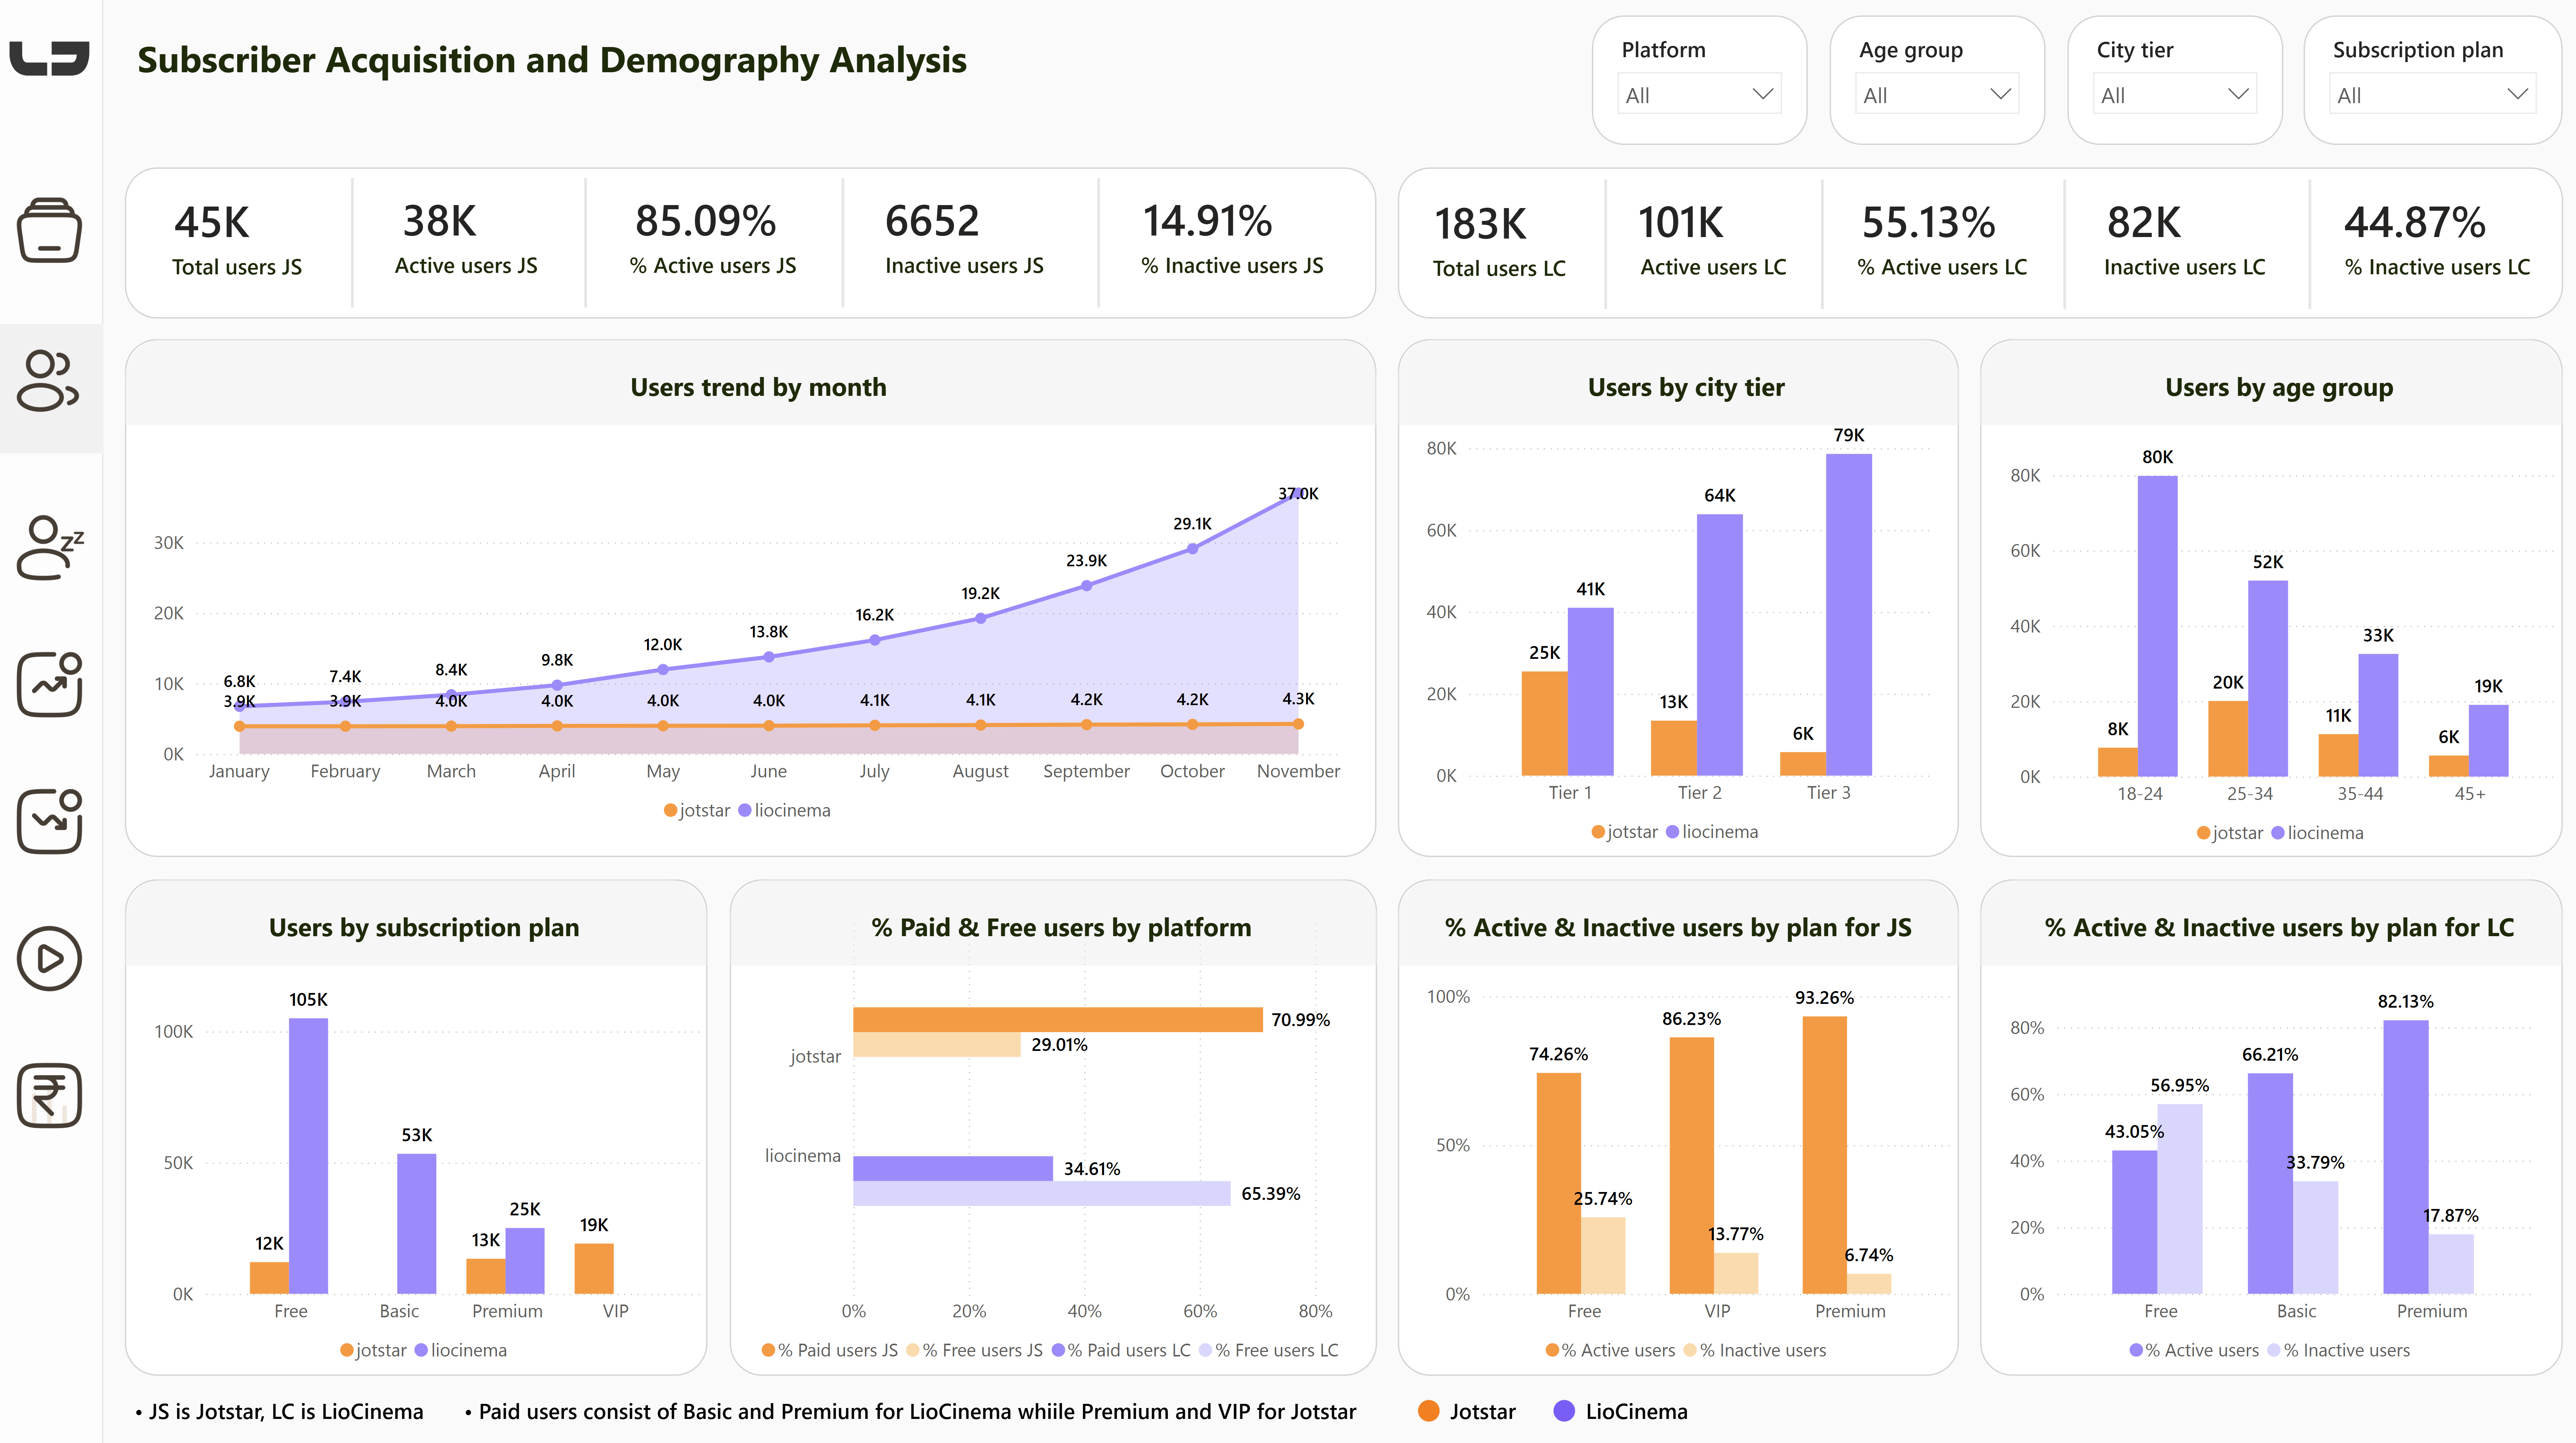 Subscriber Acquisition and Demography Analysis
Platform
All
Age group
All
City tier
All
Subscription plan
All
45K
Total users JS
38K
Active users JS
85.09%
% Active users JS
6652
Inactive users JS
14.91%
% Inactive users JS
183K
Total users LC
101K
Active users LC
55.13%
% Active users LC
82K
Inactive users LC
44.87%
% Inactive users LC
Users trend by month
30K
20K
10K
0K
6.8K
7.4K
8.4K
9.8K
12.0K
13.8K
16.2K
19.2K
23.9K
29.1K
37.0K
3.9K
3.9K
4.0K
4.0K
4.0K
4.0K
4.1K
4.1K
4.2K
4.2K
4.3K
January February March April May June July August September October November
jotstar liocinema
Users by city tier
80K
60K
40K
20K
0K
25K
41K
13K
64K
6K
79K
Tier 1 Tier 2 Tier 3
jotstar liocinema
Users by age group
80K
60K
40K
20K
0K
8K
80K
20K
52K
11K
33K
6K
19K
18-24 25-34 35-44 45+
jotstar liocinema
Users by subscription plan
100K
50K
0K
12K
105K
53K
13K
25K
19K
Free Basic Premium VIP
jotstar liocinema
% Paid & Free users by platform
jotstar
70.99%
29.01%
liocinema
34.61%
65.39%
0% 20% 40% 60% 80%
% Paid users JS % Free users JS % Paid users LC % Free users LC
% Active & Inactive users by plan for JS
100%
50%
0%
74.26%
25.74%
86.23%
13.77%
93.26%
6.74%
Free VIP Premium
% Active users % Inactive users
% Active & Inactive users by plan for LC
80%
60%
40%
20%
0%
43.05%
56.95%
66.21%
33.79%
82.13%
17.87%
Free Basic Premium
% Active users % Inactive users
• JS is Jotstar, LC is LioCinema
• Paid users consist of Basic and Premium for LioCinema whiile Premium and VIP for Jotstar
Jotstar
LioCinema